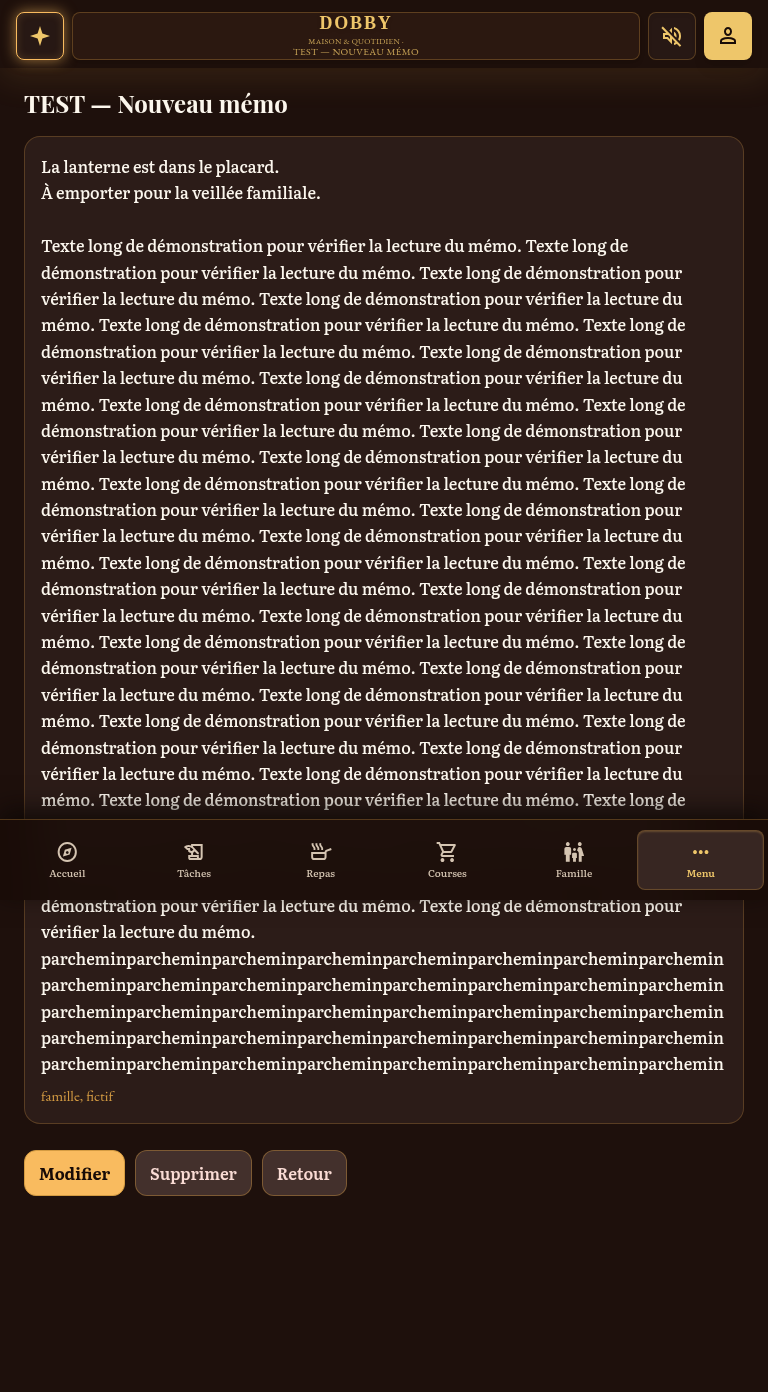 DOBBY
MAISON & QUOTIDIEN ·
TEST — NOUVEAU MÉMO
TEST — Nouveau mémo
La lanterne est dans le placard.
À emporter pour la veillée familiale.
Texte long de démonstration pour vérifier la lecture du mémo. Texte long de
démonstration pour vérifier la lecture du mémo. Texte long de démonstration pour
vérifier la lecture du mémo. Texte long de démonstration pour vérifier la lecture du
mémo. Texte long de démonstration pour vérifier la lecture du mémo. Texte long de
démonstration pour vérifier la lecture du mémo. Texte long de démonstration pour
vérifier la lecture du mémo. Texte long de démonstration pour vérifier la lecture du
mémo. Texte long de démonstration pour vérifier la lecture du mémo. Texte long de
démonstration pour vérifier la lecture du mémo. Texte long de démonstration pour
vérifier la lecture du mémo. Texte long de démonstration pour vérifier la lecture du
mémo. Texte long de démonstration pour vérifier la lecture du mémo. Texte long de
démonstration pour vérifier la lecture du mémo. Texte long de démonstration pour
vérifier la lecture du mémo. Texte long de démonstration pour vérifier la lecture du
mémo. Texte long de démonstration pour vérifier la lecture du mémo. Texte long de
démonstration pour vérifier la lecture du mémo. Texte long de démonstration pour
vérifier la lecture du mémo. Texte long de démonstration pour vérifier la lecture du
mémo. Texte long de démonstration pour vérifier la lecture du mémo. Texte long de
démonstration pour vérifier la lecture du mémo. Texte long de démonstration pour
vérifier la lecture du mémo. Texte long de démonstration pour vérifier la lecture du
mémo. Texte long de démonstration pour vérifier la lecture du mémo. Texte long de
démonstration pour vérifier la lecture du mémo. Texte long de démonstration pour
vérifier la lecture du mémo. Texte long de démonstration pour vérifier la lecture du
mémo. Texte long de démonstration pour vérifier la lecture du mémo. Texte long de
Accueil
Tâches
Repas
Courses
Famille
Menu
démonstration pour vérifier la lecture du mémo. Texte long de démonstration pour
vérifier la lecture du mémo.
parcheminparcheminparcheminparcheminparcheminparcheminparcheminparchemin
parcheminparcheminparcheminparcheminparcheminparcheminparcheminparchemin
parcheminparcheminparcheminparcheminparcheminparcheminparcheminparchemin
parcheminparcheminparcheminparcheminparcheminparcheminparcheminparchemin
parcheminparcheminparcheminparcheminparcheminparcheminparcheminparchemin
famille, fictif
Modifier
Supprimer
Retour